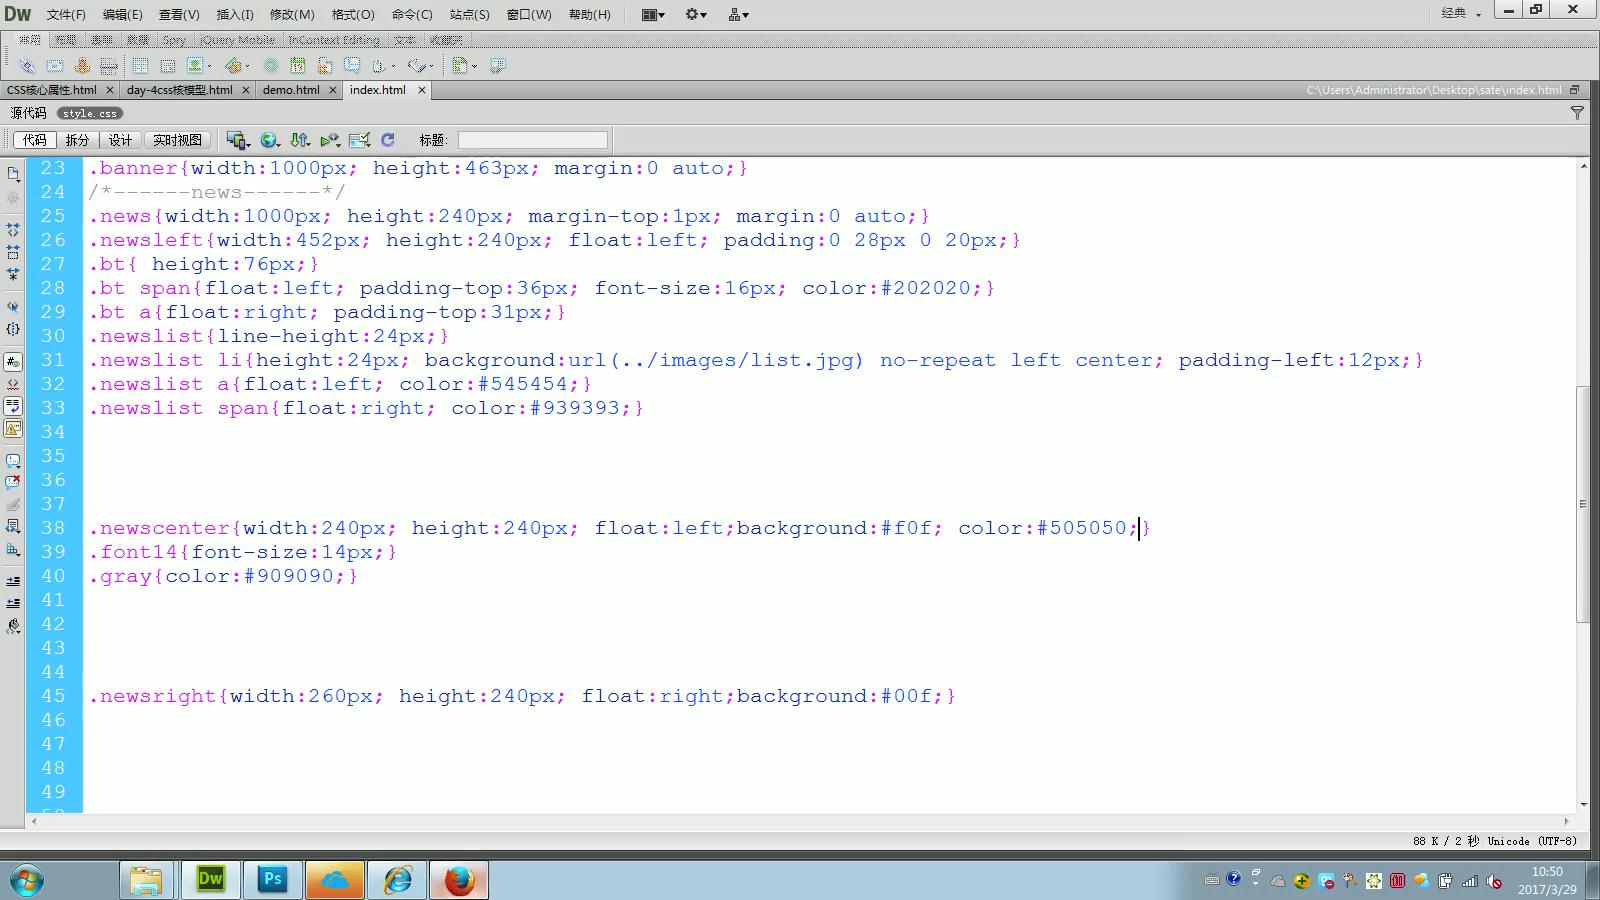 Dw 文件(F) 编辑(E) 查看(V) 插入(I) 修改(M) 格式(O) 命令(C) 站点(S) 窗口(W) 帮助(H) 经典
常用 布局 表单 数据 Spry jQuery Mobile InContext Editing 文本 收藏夹
CSS核心属性.html day-4css核模型.html demo.html index.html C:\Users\Administrator\Desktop\sate\index.html
源代码 style.css
代码 拆分 设计 实时视图 标题:
23 .banner{width:1000px; height:463px; margin:0 auto;}
24 /*------news------*/
25 .news{width:1000px; height:240px; margin-top:1px; margin:0 auto;}
26 .newsleft{width:452px; height:240px; float:left; padding:0 28px 0 20px;}
27 .bt{ height:76px;}
28 .bt span{float:left; padding-top:36px; font-size:16px; color:#202020;}
29 .bt a{float:right; padding-top:31px;}
30 .newslist{line-height:24px;}
31 .newslist li{height:24px; background:url(../images/list.jpg) no-repeat left center; padding-left:12px;}
32 .newslist a{float:left; color:#545454;}
33 .newslist span{float:right; color:#939393;}
34
35
36
37
38 .newscenter{width:240px; height:240px; float:left;background:#f0f; color:#505050;}
39 .font14{font-size:14px;}
40 .gray{color:#909090;}
41
42
43
44
45 .newsright{width:260px; height:240px; float:right;background:#00f;}
46
47
48
49
88 K / 2 秒 Unicode (UTF-8)
Dw Ps
10:50
2017/3/29